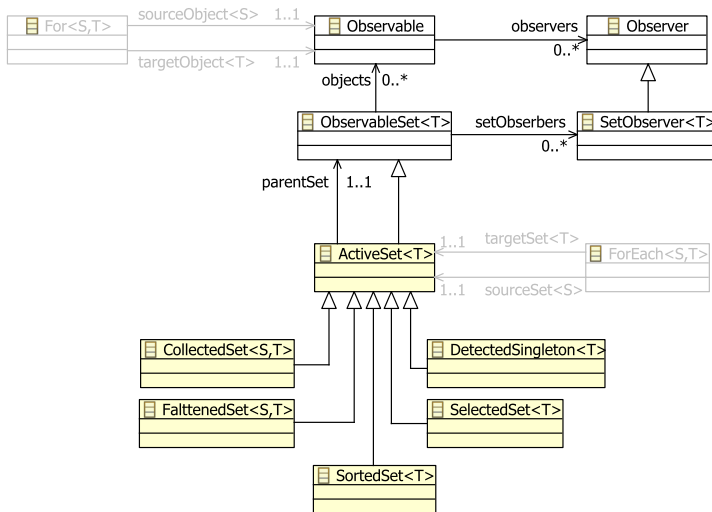 sourceObject<S> 1..1
For<S,T>
Observable
observers
Observer
targetObject<T> 1..1
0..*
objects 0..*
ObservableSet<T>
setObserbers
SetObserver<T>
0..*
parentSet 1..1
1..1 targetSet<T>
ActiveSet<T>
ForEach<S,T>
1..1 sourceSet<S>
CollectedSet<S,T>
DetectedSingleton<T>
FalttenedSet<S,T>
SelectedSet<T>
SortedSet<T>